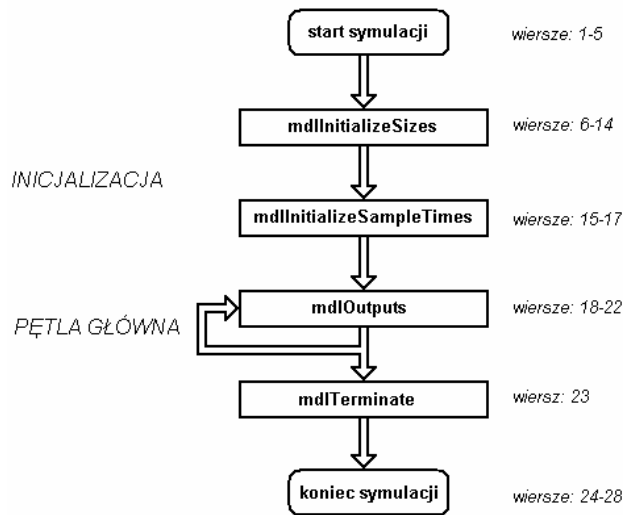 start symulacji
wiersze: 1-5
mdlInitializeSizes
wiersze: 6-14
INICJALIZACJA
mdlInitializeSampleTimes
wiersze: 15-17
mdlOutputs
wiersze: 18-22
PĘTLA GŁÓWNA
mdlTerminate
wiersz: 23
koniec symulacji
wiersze: 24-28